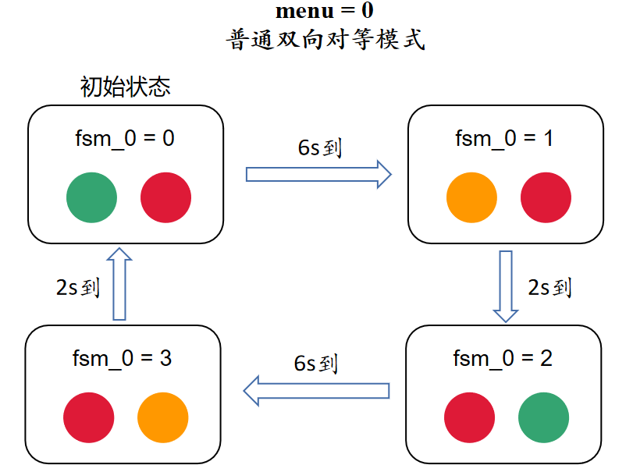 menu = 0
普通双向对等模式
初始状态
fsm_0 = 0
6s到
fsm_0 = 1
2s到
2s到
fsm_0 = 3
6s到
fsm_0 = 2